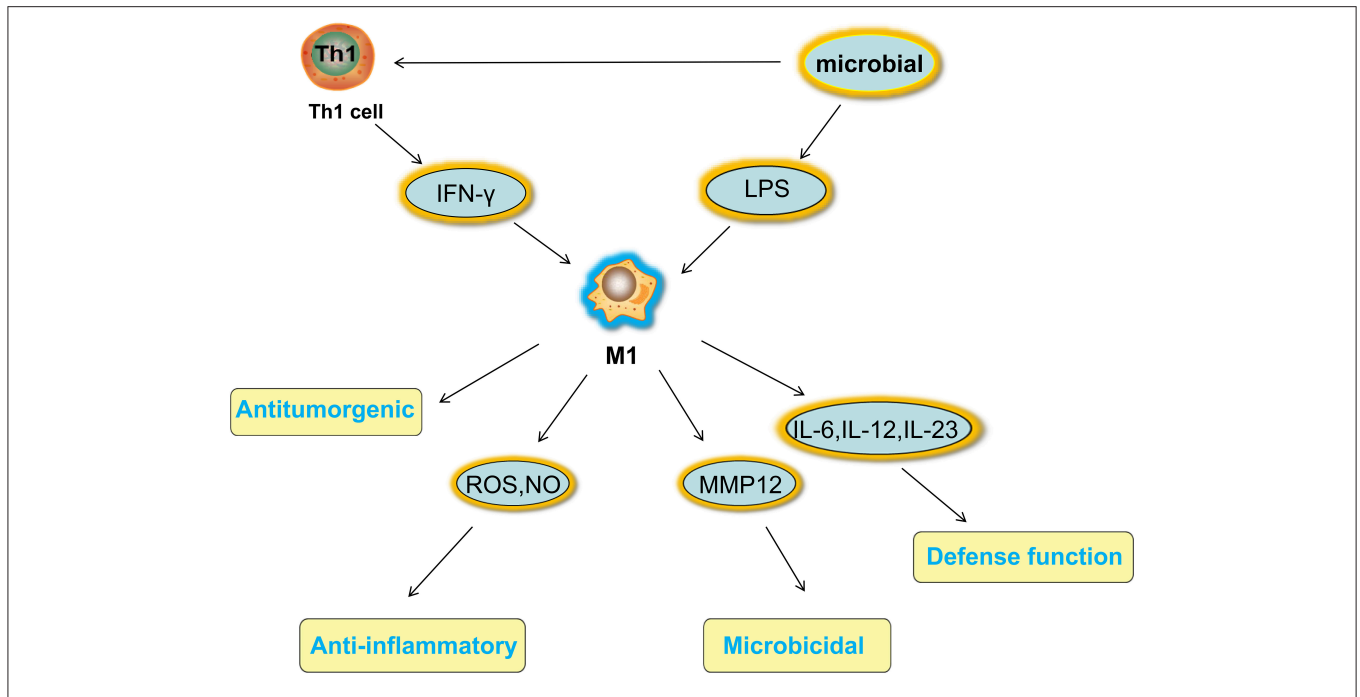 Th1
microbial
Th1 cell
IFN-γ
LPS
M1
Antitumorgenic
IL-6,IL-12,IL-23
ROS,NO
MMP12
Defense function
Anti-inflammatory
Microbicidal